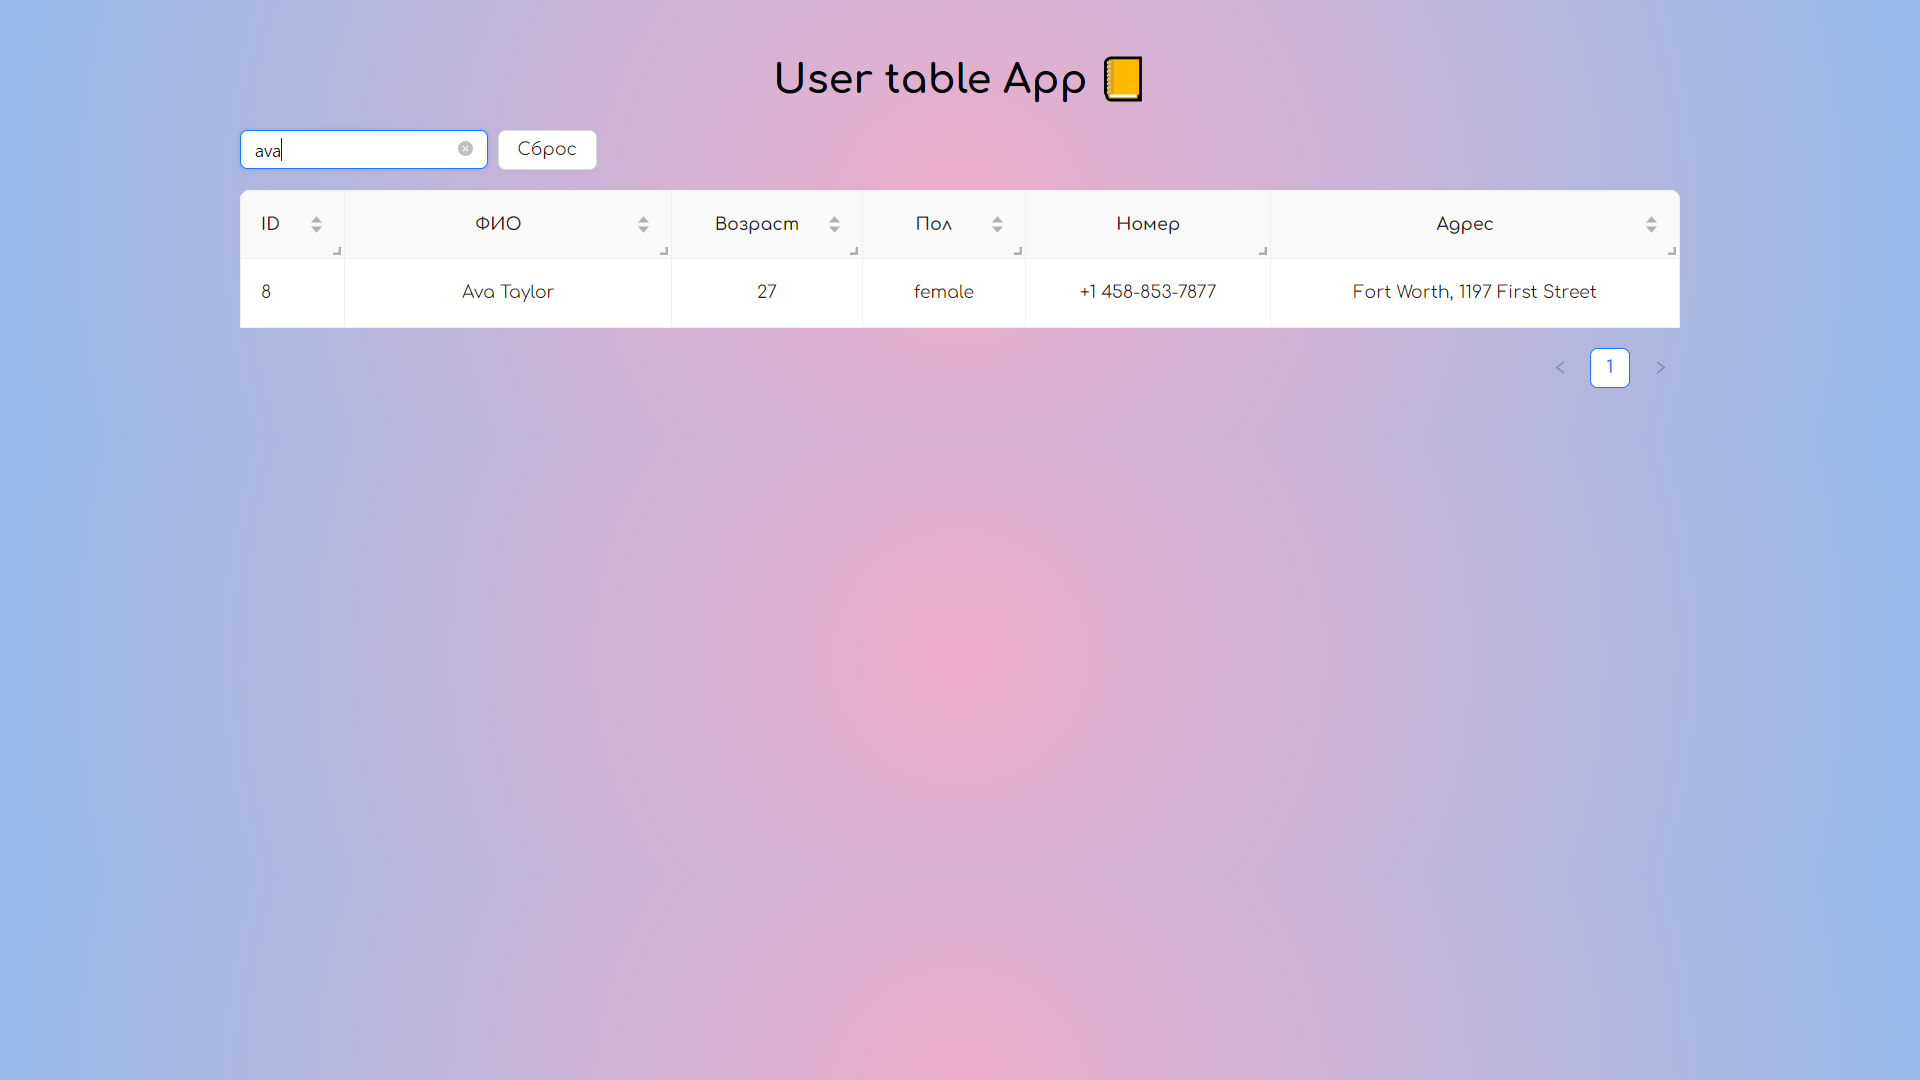 User table App
ava
Сброс
ID ФИО Возраст Пол Номер Адрес
8 Ava Taylor 27 female +1 458-853-7877 Fort Worth, 1197 First Street
1